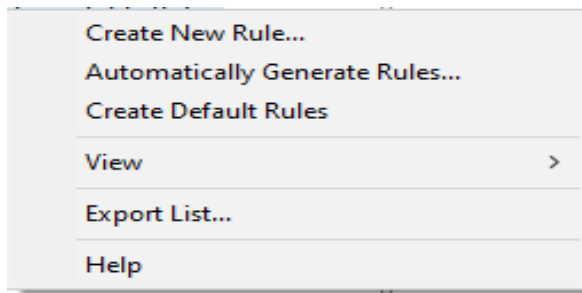 Create New Rule...
Automatically Generate Rules...
Create Default Rules
View
Export List...
Help